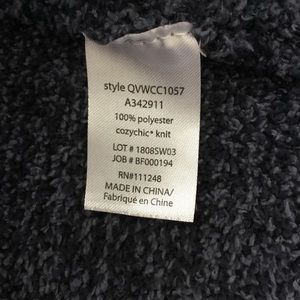 style QVWCC1057
A342911
100% polyester
cozychic* knit
LOT # 1808SW03
JOB # BF000194
RN#111248
MADE IN CHINA/
Fabriqué en Chine